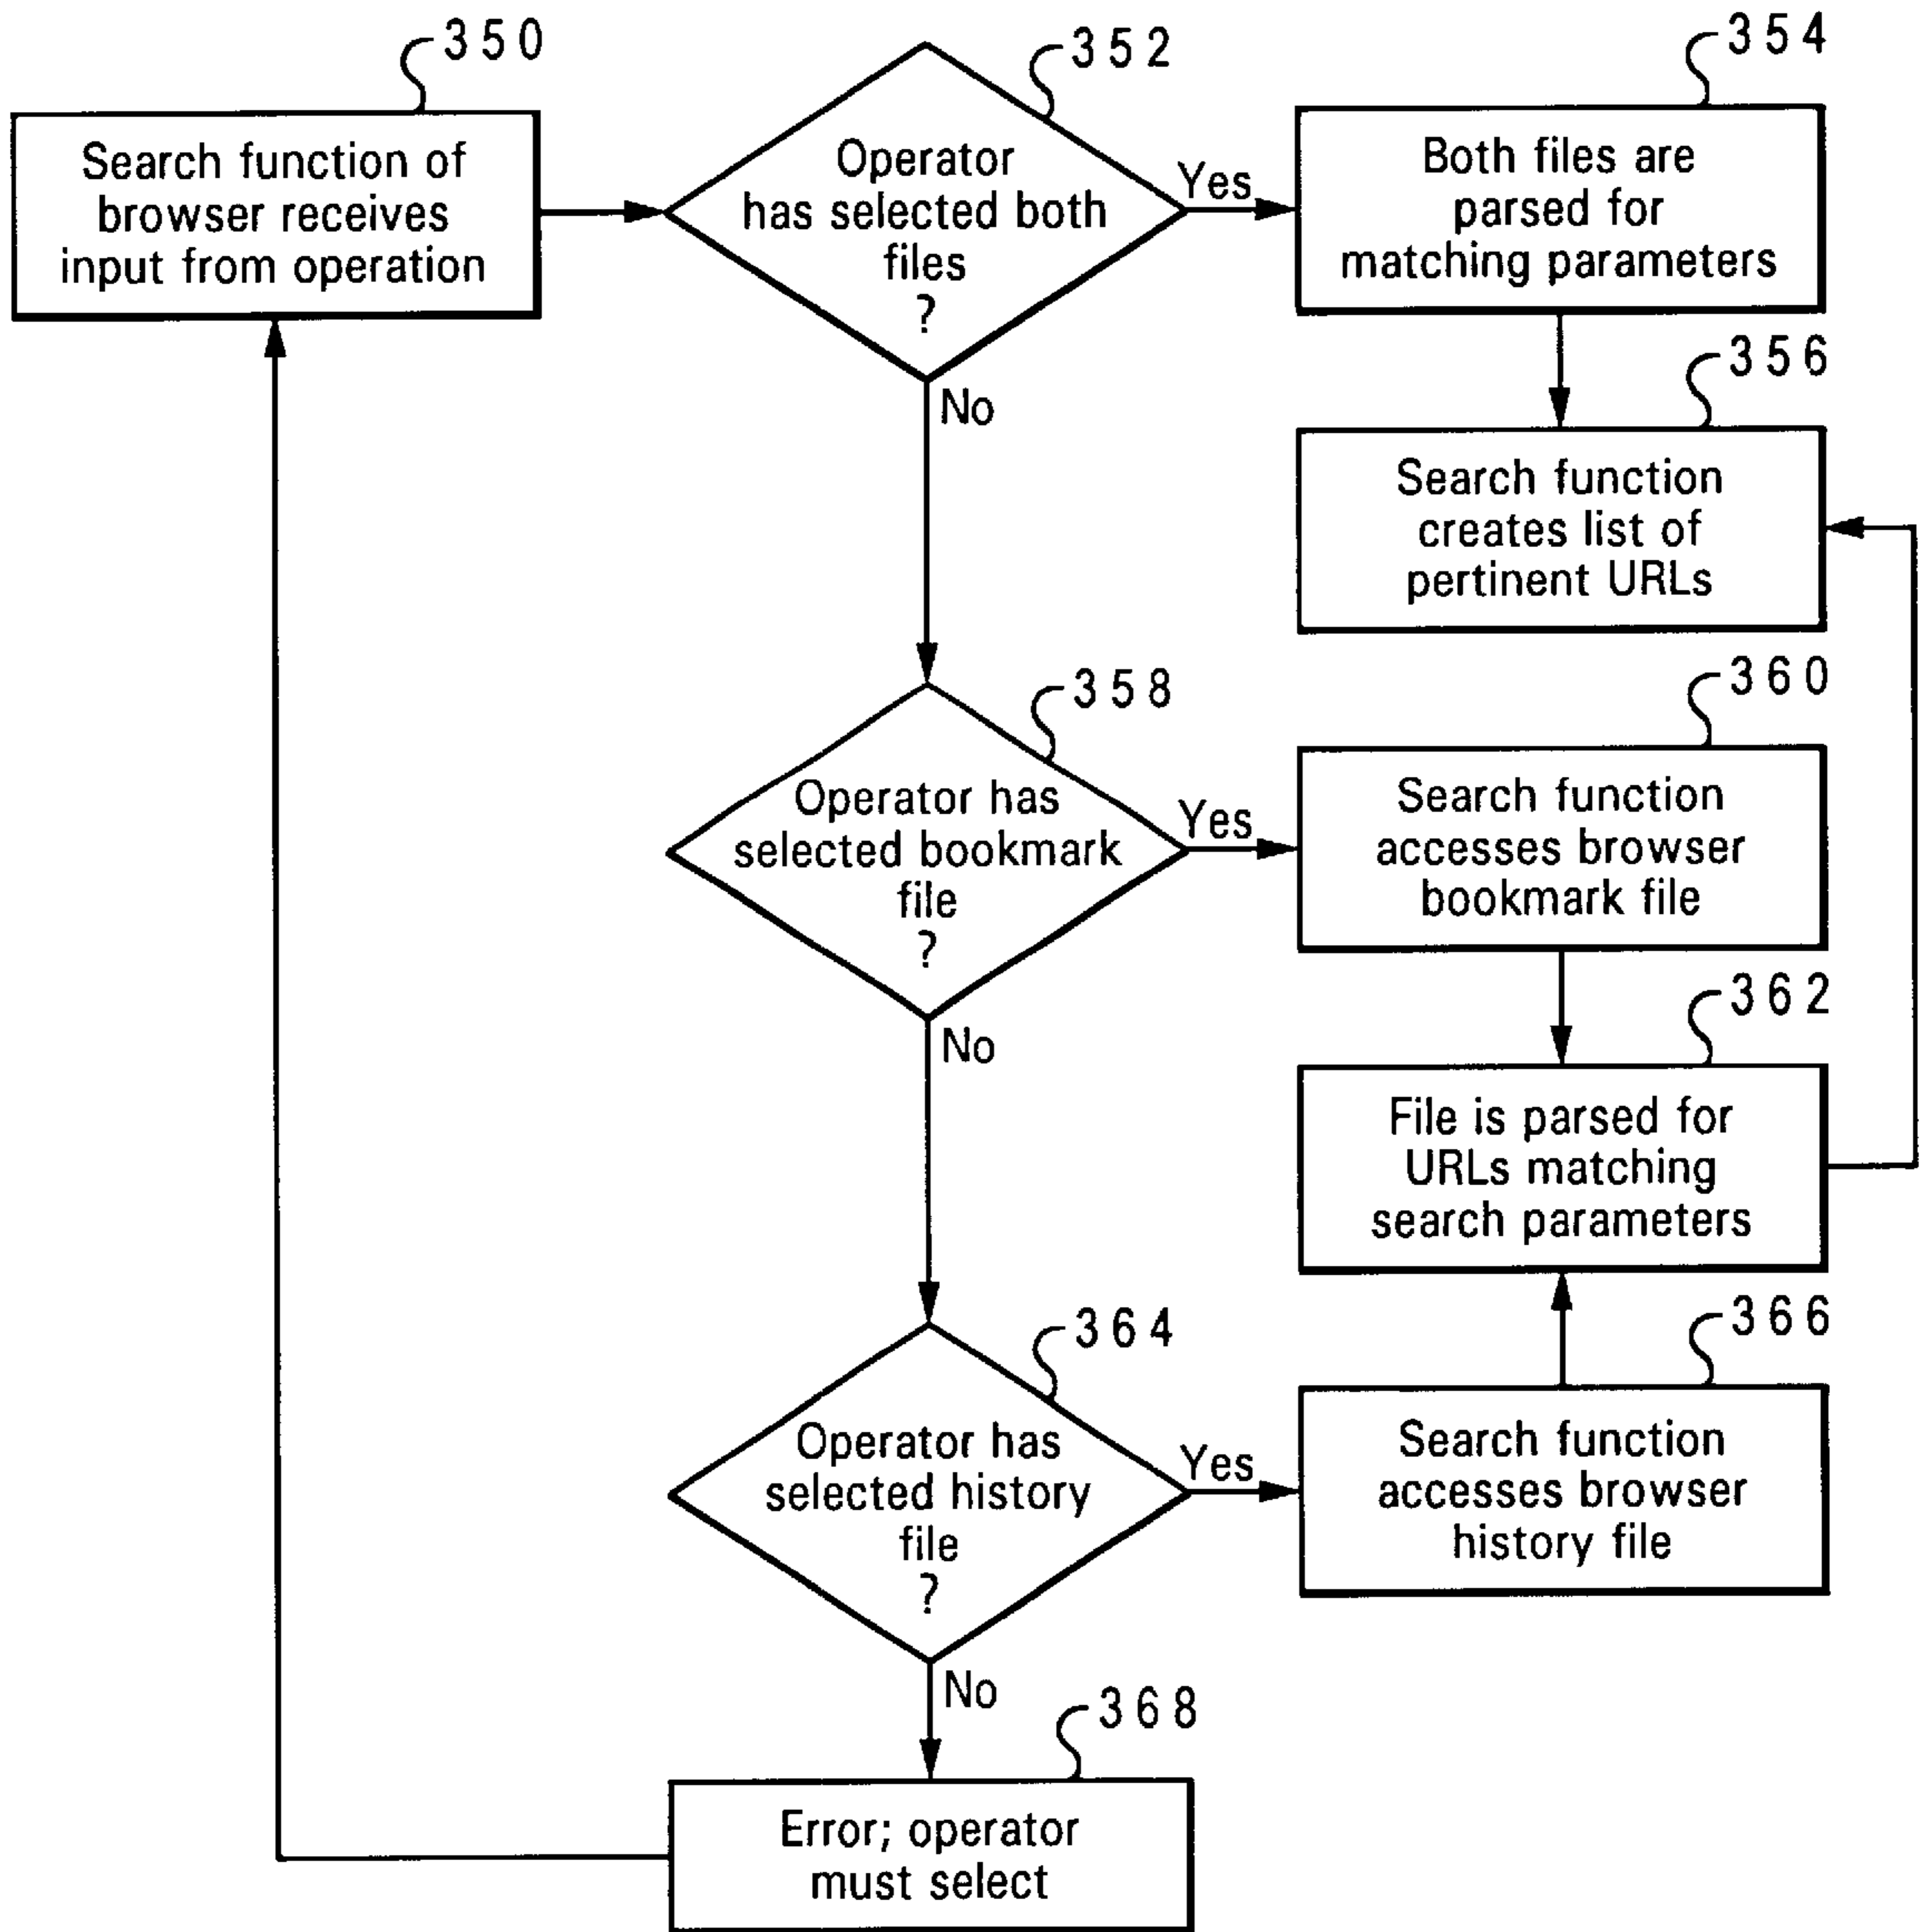 350
Search function of
browser receives
input from operation
352
Operator
has selected both
files
?
Yes
No
354
Both files are
parsed for
matching parameters
356
Search function
creates list of
pertinent URLs
358
Operator has
selected bookmark
file
?
Yes
No
360
Search function
accesses browser
bookmark file
362
File is parsed for
URLs matching
search parameters
364
Operator has
selected history
file
?
Yes
No
366
Search function
accesses browser
history file
368
Error; operator
must select